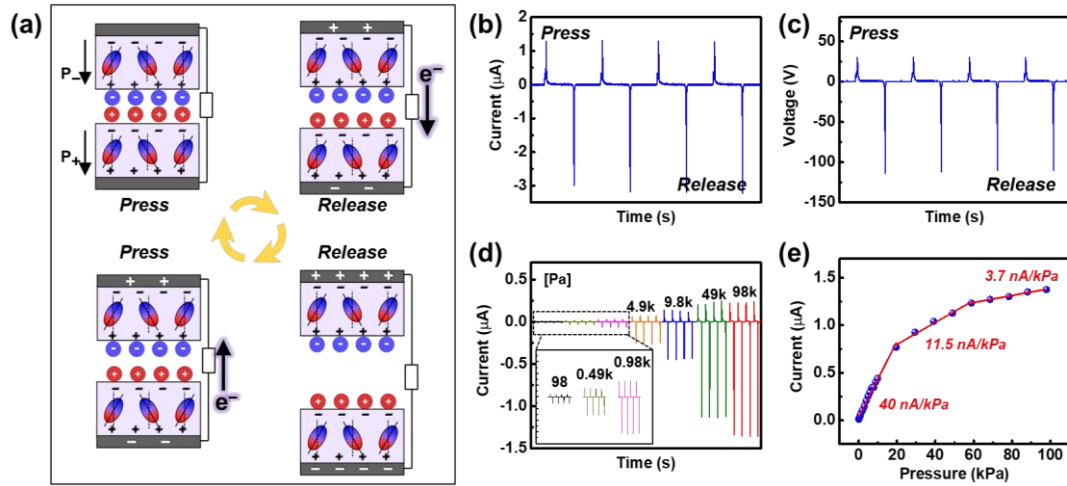 (a)
P−
P+
Press
e−
Release
Press
e−
Release
(b)
Press
Release
Current (μA)
2
1
0
-1
-2
-3
Time (s)
(c)
Press
Release
Voltage (V)
50
0
-50
-100
-150
Time (s)
(d)
[Pa]
4.9k
9.8k
49k
98k
98
0.49k
0.98k
Current (μA)
0.5
0.0
-0.5
-1.0
-1.5
Time (s)
(e)
3.7 nA/kPa
11.5 nA/kPa
40 nA/kPa
Current (μA)
1.5
1.0
0.5
0.0
0 20 40 60 80 100
Pressure (kPa)